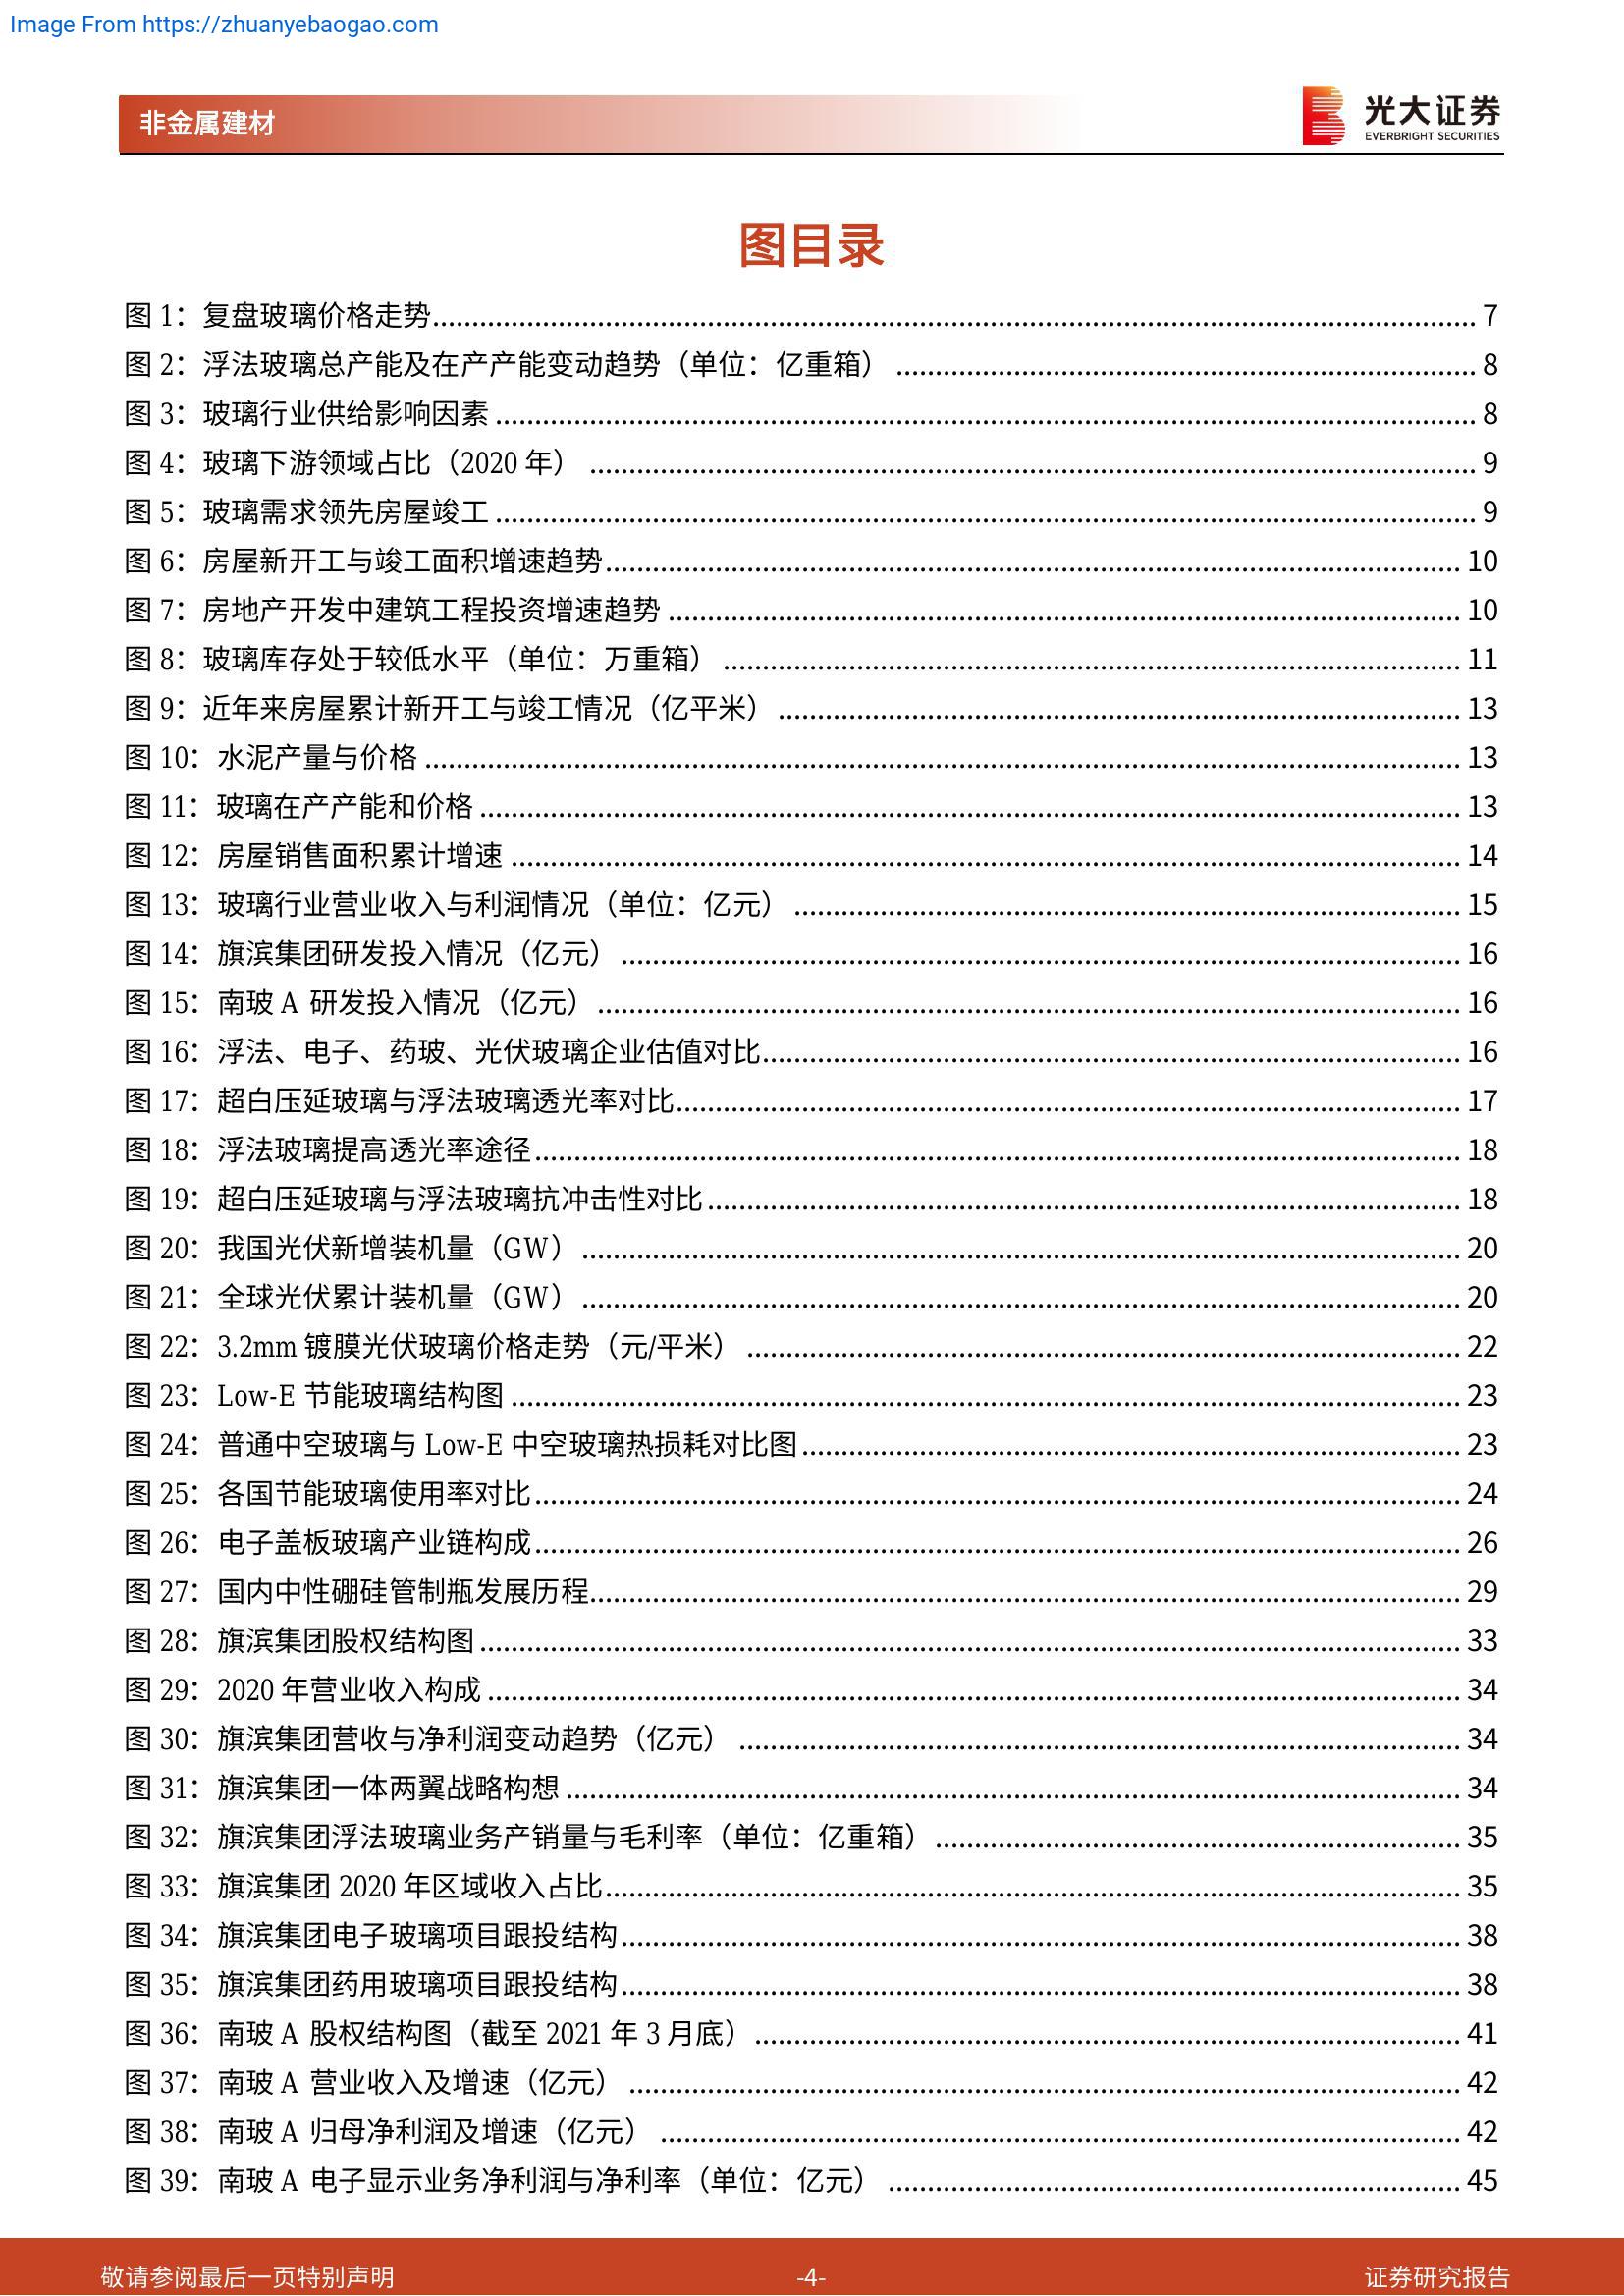 Image From https://zhuanyebaogao.com
非金属建材
光大证券
EVERBRIGHT SECURITIES
图目录
图 1：复盘玻璃价格走势 7
图 2：浮法玻璃总产能及在产产能变动趋势（单位：亿重箱） 8
图 3：玻璃行业供给影响因素 8
图 4：玻璃下游领域占比（2020 年） 9
图 5：玻璃需求领先房屋竣工 9
图 6：房屋新开工与竣工面积增速趋势 10
图 7：房地产开发中建筑工程投资增速趋势 10
图 8：玻璃库存处于较低水平（单位：万重箱） 11
图 9：近年来房屋累计新开工与竣工情况（亿平米） 13
图 10：水泥产量与价格 13
图 11：玻璃在产产能和价格 13
图 12：房屋销售面积累计增速 14
图 13：玻璃行业营业收入与利润情况（单位：亿元） 15
图 14：旗滨集团研发投入情况（亿元） 16
图 15：南玻 A 研发投入情况（亿元） 16
图 16：浮法、电子、药玻、光伏玻璃企业估值对比 16
图 17：超白压延玻璃与浮法玻璃透光率对比 17
图 18：浮法玻璃提高透光率途径 18
图 19：超白压延玻璃与浮法玻璃抗冲击性对比 18
图 20：我国光伏新增装机量（GW） 20
图 21：全球光伏累计装机量（GW） 20
图 22：3.2mm 镀膜光伏玻璃价格走势（元/平米） 22
图 23：Low-E 节能玻璃结构图 23
图 24：普通中空玻璃与 Low-E 中空玻璃热损耗对比图 23
图 25：各国节能玻璃使用率对比 24
图 26：电子盖板玻璃产业链构成 26
图 27：国内中性硼硅管制瓶发展历程 29
图 28：旗滨集团股权结构图 33
图 29：2020 年营业收入构成 34
图 30：旗滨集团营收与净利润变动趋势（亿元） 34
图 31：旗滨集团一体两翼战略构想 34
图 32：旗滨集团浮法玻璃业务产销量与毛利率（单位：亿重箱） 35
图 33：旗滨集团 2020 年区域收入占比 35
图 34：旗滨集团电子玻璃项目跟投结构 38
图 35：旗滨集团药用玻璃项目跟投结构 38
图 36：南玻 A 股权结构图（截至 2021 年 3 月底） 41
图 37：南玻 A 营业收入及增速（亿元） 42
图 38：南玻 A 归母净利润及增速（亿元） 42
图 39：南玻 A 电子显示业务净利润与净利率（单位：亿元） 45
敬请参阅最后一页特别声明 -4- 证券研究报告